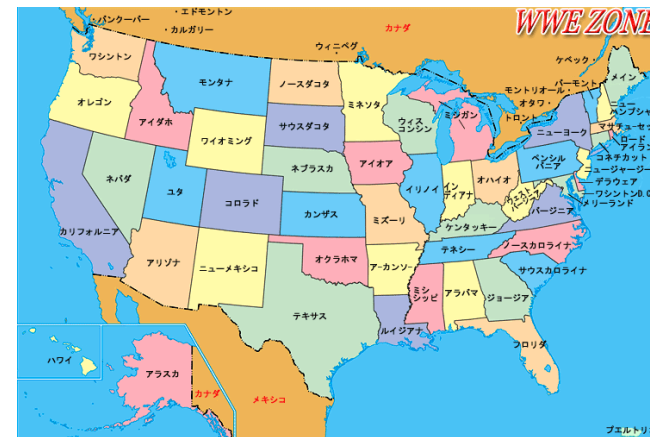 ・エドモントン
・バンクーバー
・カルガリー
カナダ
WWE ZONE
ウィニペグ
ケベック・
ワシントン
モンタナ
ノースダコタ
ミネソタ
モントリオール・
バーモント
メイン
オタワ・
トロント
ニュー
ハンプシャ
オレゴン
アイダホ
ワイオミング
サウスダコタ
ウィス
コンシン
ミシガン
ニューヨーク
マサチューセッ
ロード
アイラン
コネチカット
ネバダ
ユタ
コロラド
ネブラスカ
アイオア
イリノイ
イン
ディアナ
オハイオ
ペンシル
バニア
ニュージャージー
デラウェア
ワシントンD.C
メリーランド
ウェスト
バージニア
バージニア
カリフォルニア
カンザス
ミズーリ
ケンタッキー
テネシー
ノースカロライナ
サウスカロライナ
アリゾナ
ニューメキシコ
オクラホマ
アーカンソー
ミシ
シッピ
アラバマ
ジョージア
テキサス
ルイジアナ
フロリダ
ハワイ
アラスカ
カナダ
メキシコ
プエルトリ